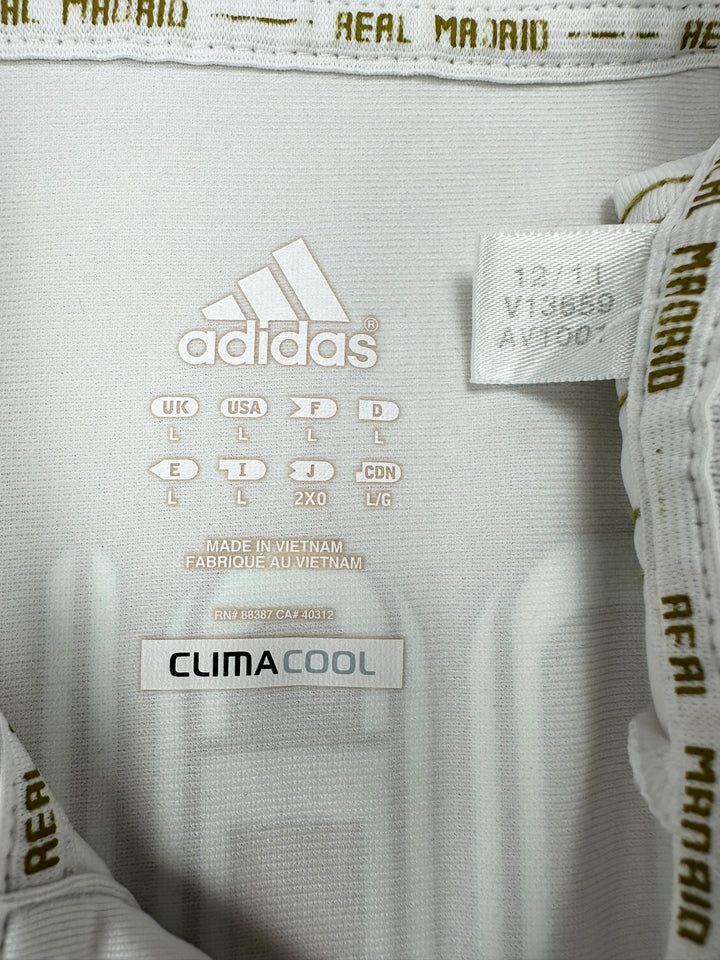 REAL MADRID
REAL MADRID
adidas®
UK USA F D
L L L L
E I J CDN
L L 2XO L/G
MADE IN VIETNAM
FABRIQUÉ AU VIETNAM
RN# 88387 CA# 40312
CLIMACOOL
12/11
V13659
AV1001
MADRID
REAL
MADRID
REAL